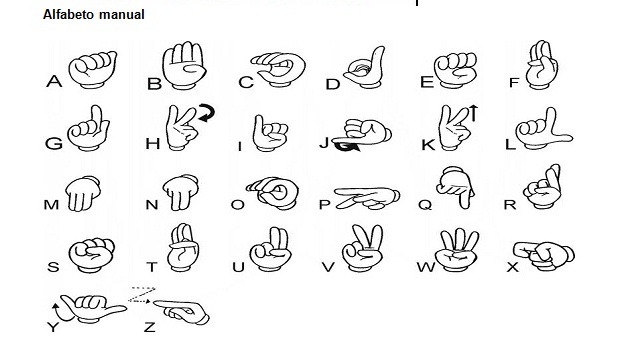 Alfabeto manual
A B C D E F
G H I J K L
M N O P Q R
S T U V W X
Y Z